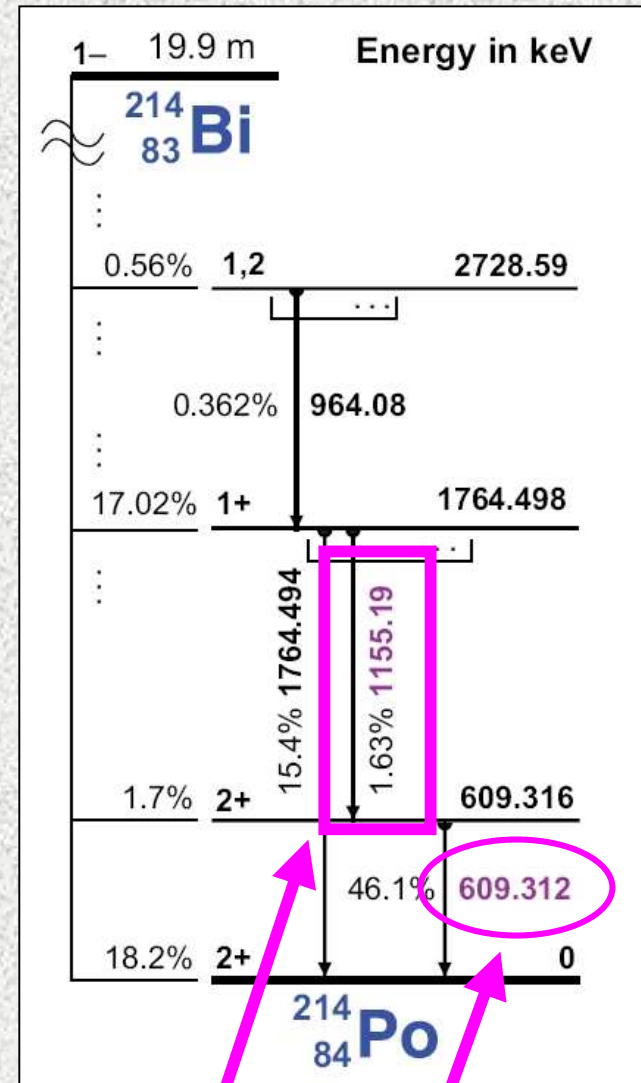 1– 19.9 m Energy in keV
214
83 Bi
⋮
0.56% 1,2 2728.59
...
⋮
0.362% 964.08
⋮
17.02% 1+ 1764.498
...
⋮
15.4% 1764.494
1.63% 1155.19
1.7% 2+ 609.316
46.1% 609.312
18.2% 2+ 0
214
84 Po